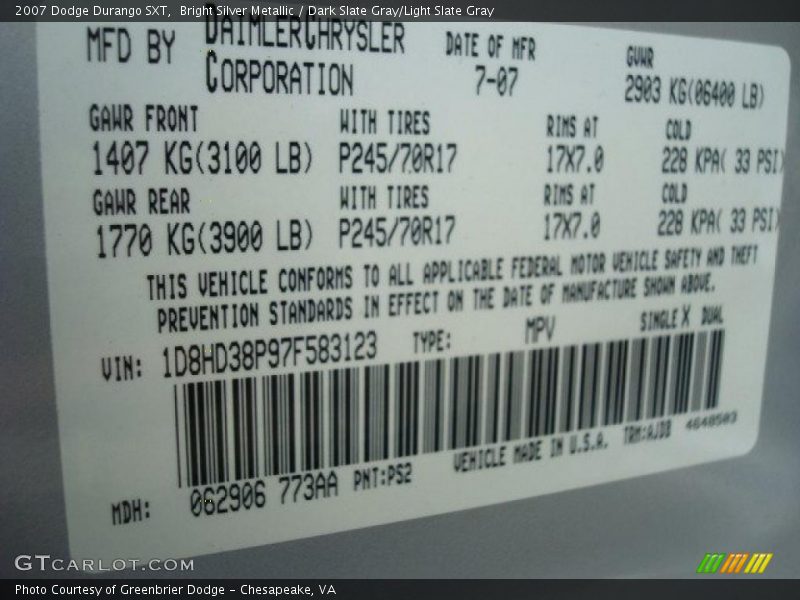 2007 Dodge Durango SXT,  Bright Silver Metallic / Dark Slate Gray/Light Slate Gray
MFD BY DAIMLERCHRYSLER CORPORATION
DATE OF MFR 7-07
GVWR 2903 KG(06400 LB)
GAWR FRONT WITH TIRES RIMS AT COLD
1407 KG(3100 LB) P245/70R17 17X7.0 228 KPA( 33 PSI)
GAWR REAR WITH TIRES RIMS AT COLD
1770 KG(3900 LB) P245/70R17 17X7.0 228 KPA( 33 PSI)
THIS VEHICLE CONFORMS TO ALL APPLICABLE FEDERAL MOTOR VEHICLE SAFETY AND THEFT
PREVENTION STANDARDS IN EFFECT ON THE DATE OF MANUFACTURE SHOWN ABOVE.
VIN: 1D8HD38P97F583123 TYPE: MPV SINGLE X DUAL
MDH: 062906 773AA PNT:PS2 VEHICLE MADE IN U.S.A. TRM:AJD8 4648503
GTCARLOT.COM
Photo Courtesy of Greenbrier Dodge - Chesapeake, VA